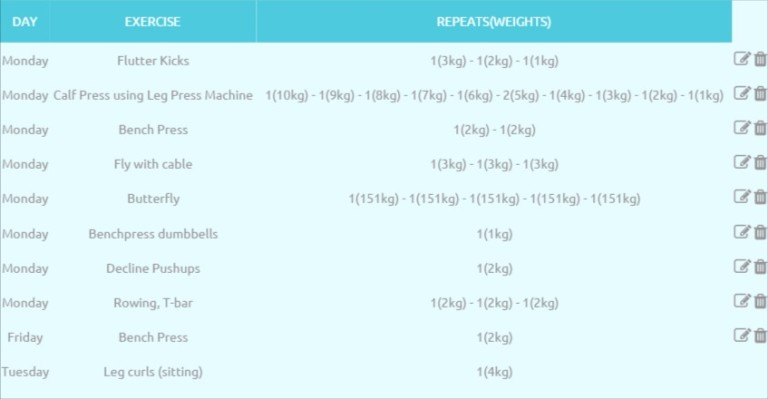 DAY EXERCISE REPEATS(WEIGHTS)
Monday Flutter Kicks 1(3kg) - 1(2kg) - 1(1kg)
Monday Calf Press using Leg Press Machine 1(10kg) - 1(9kg) - 1(8kg) - 1(7kg) - 1(6kg) - 2(5kg) - 1(4kg) - 1(3kg) - 1(2kg) - 1(1kg)
Monday Bench Press 1(2kg) - 1(2kg)
Monday Fly with cable 1(3kg) - 1(3kg) - 1(3kg)
Monday Butterfly 1(151kg) - 1(151kg) - 1(151kg) - 1(151kg) - 1(151kg)
Monday Benchpress dumbbells 1(1kg)
Monday Decline Pushups 1(2kg)
Monday Rowing, T-bar 1(2kg) - 1(2kg) - 1(2kg)
Friday Bench Press 1(2kg)
Tuesday Leg curls (sitting) 1(4kg)